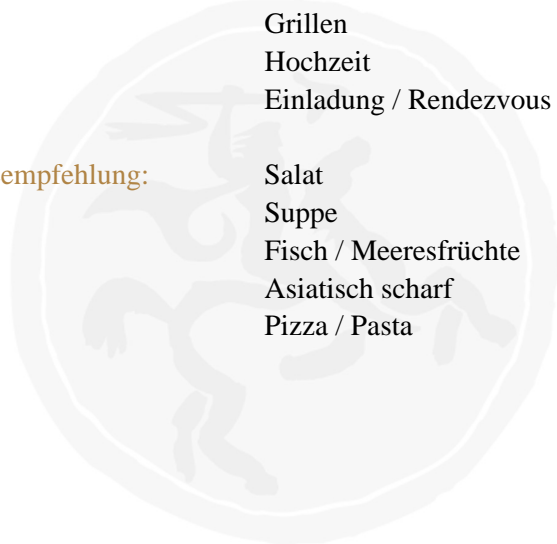 Grillen
Hochzeit
Einladung / Rendezvous
empfehlung: Salat
Suppe
Fisch / Meeresfrüchte
Asiatisch scharf
Pizza / Pasta